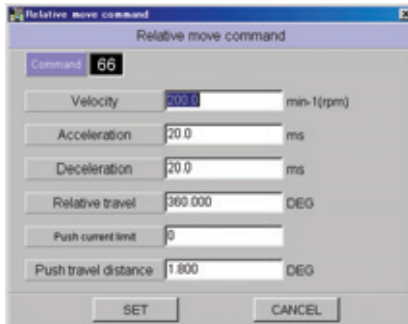 Relative move command
Relative move command
Command 66
Velocity 200.0 min-1(rpm)
Acceleration 20.0 ms
Deceleration 20.0 ms
Relative travel 360.000 DEG
Push current limit 0
Push travel distance 1.800 DEG
SET CANCEL